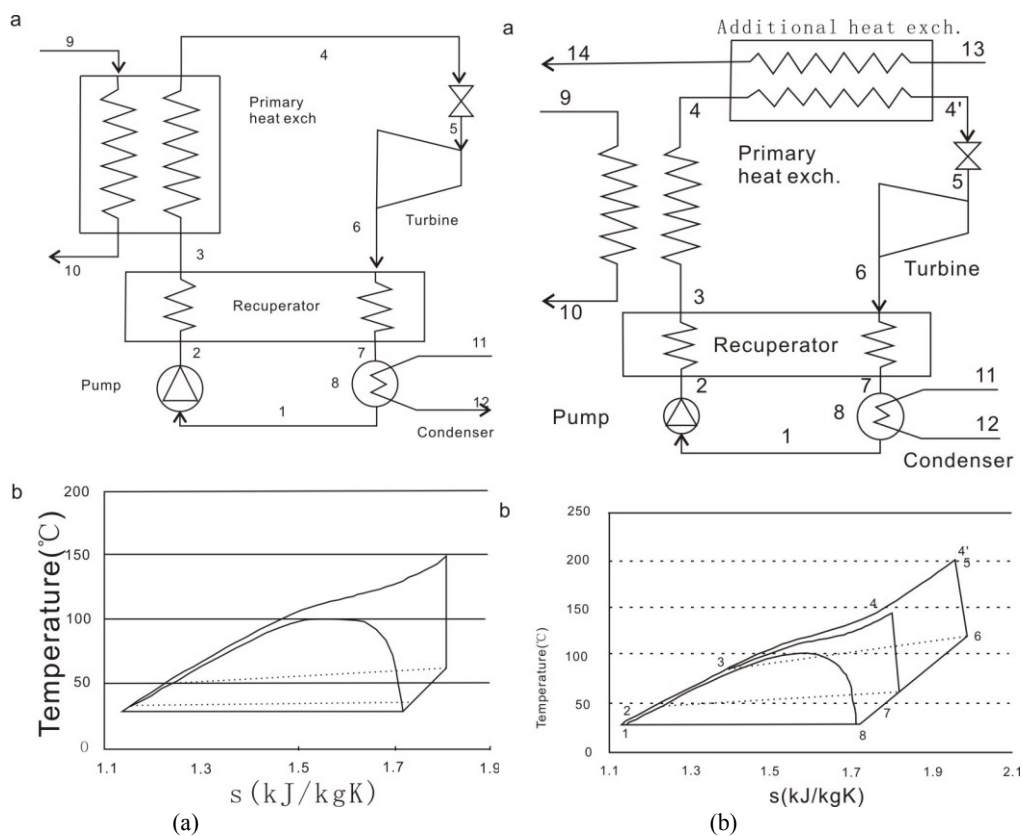 a
9
4
Primary
heat exch
5
Turbine
6
10
3
Recuperator
2
7
11
Pump
8
12
1
Condenser
b
200
150
100
50
0
Temperature(℃)
1.1
1.3
1.5
1.7
1.9
s(kJ/kgK)
(a)
a
Additional heat exch.
14
13
9
4
4'
Primary
heat exch.
5
Turbine
6
10
3
Recuperator
2
7
11
Pump
8
12
1
Condenser
b
250
200
150
100
50
0
Temperature(℃)
4'
5
4
3
6
2
1
7
8
1.1
1.3
1.5
1.7
1.9
2.1
s(kJ/kgK)
(b)